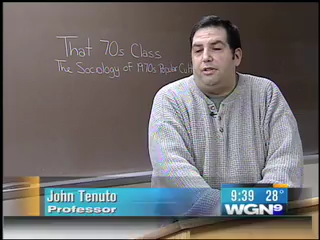 That 70s Class
The Sociology of 1970s Popular Cult
John Tenuto
Professor
9:39 28°
WGN9